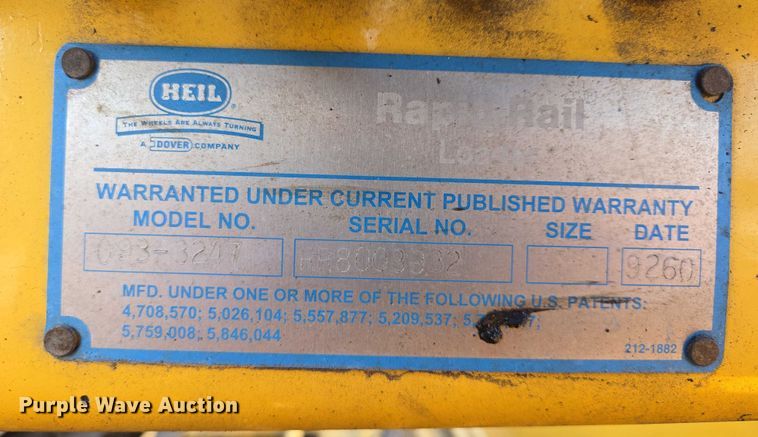 HEIL
THE WHEELS ARE ALWAYS TURNING
A DOVER COMPANY
Rapid Rail
WARRANTED UNDER CURRENT PUBLISHED WARRANTY
MODEL NO. SERIAL NO. SIZE DATE
9260
MFD. UNDER ONE OR MORE OF THE FOLLOWING U.S. PATENTS:
4,708,570; 5,026,104; 5,557,877; 5,209,537;
5,759,008; 5,846,044
212-1882
Purple Wave Auction